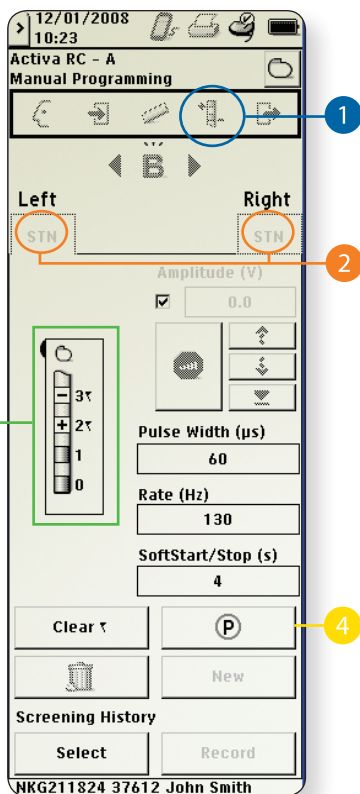 12/01/2008
10:23
Activa RC - A
Manual Programming
1
B
Left Right
STN STN
2
Amplitude (V)
0.0
OFF
3
2
1
0
Pulse Width (µs)
60
Rate (Hz)
130
SoftStart/Stop (s)
4
Clear
P
4
New
Screening History
Select Record
NKG211824 37612 John Smith